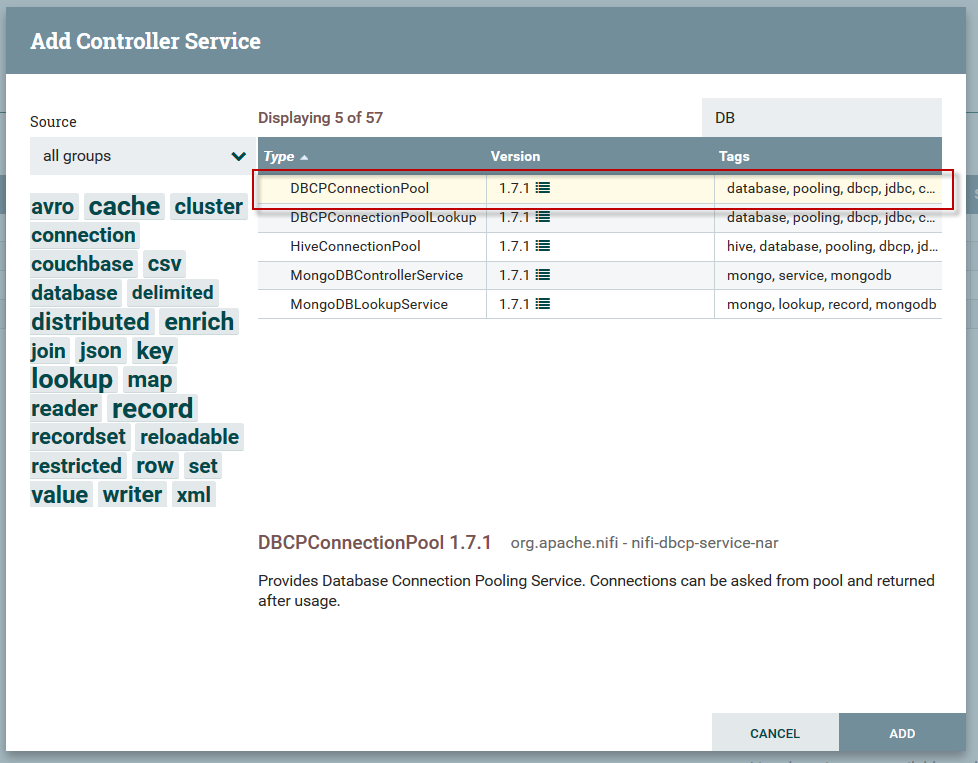 Add Controller Service
Source
Displaying 5 of 57
DB
all groups
Type Version Tags
DBCPConnectionPool 1.7.1 database, pooling, dbcp, jdbc, c...
DBCPConnectionPoolLookup 1.7.1 database, pooling, dbcp, jdbc, c...
HiveConnectionPool 1.7.1 hive, database, pooling, dbcp, jd...
MongoDBControllerService 1.7.1 mongo, service, mongodb
MongoDBLookupService 1.7.1 mongo, lookup, record, mongodb
avro cache cluster
connection
couchbase csv
database delimited
distributed enrich
join json key
lookup map
reader record
recordset reloadable
restricted row set
value writer xml
DBCPConnectionPool 1.7.1 org.apache.nifi - nifi-dbcp-service-nar
Provides Database Connection Pooling Service. Connections can be asked from pool and returned
after usage.
CANCEL ADD